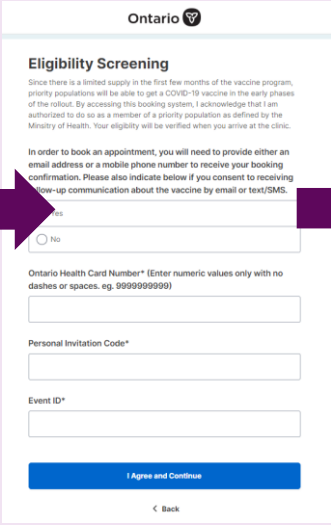 Ontario
Eligibility Screening
Since there is a limited supply in the first few months of the vaccine program,
priority populations will be able to get a COVID-19 vaccine in the early phases
of the rollout. By accessing this booking system, I acknowledge that I am
authorized to do so as a member of a priority population as defined by the
Minsitry of Health. Your eligiblity will be verified when you arrive at the clinic.
In order to book an appointment, you will need to provide either an
email address or a mobile phone number to receive your booking
confirmation. Please also indicate below if you consent to receiving
llow-up communication about the vaccine by email or text/SMS.
Yes
No
Ontario Health Card Number* (Enter numeric values only with no
dashes or spaces. eg. 9999999999)
Personal Invitation Code*
Event ID*
I Agree and Continue
< Back